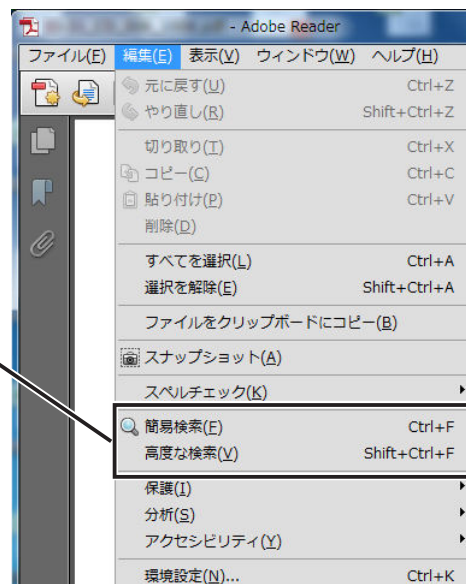 - Adobe Reader
ファイル(F) 編集(E) 表示(V) ウィンドウ(W) ヘルプ(H)
元に戻す(U) Ctrl+Z
やり直し(R) Shift+Ctrl+Z
切り取り(T) Ctrl+X
コピー(C) Ctrl+C
貼り付け(P) Ctrl+V
削除(D)
すべてを選択(L) Ctrl+A
選択を解除(E) Shift+Ctrl+A
ファイルをクリップボードにコピー(B)
スナップショット(A)
スペルチェック(K)
簡易検索(F) Ctrl+F
高度な検索(V) Shift+Ctrl+F
保護(I)
分析(S)
アクセシビリティ(Y)
環境設定(N)... Ctrl+K